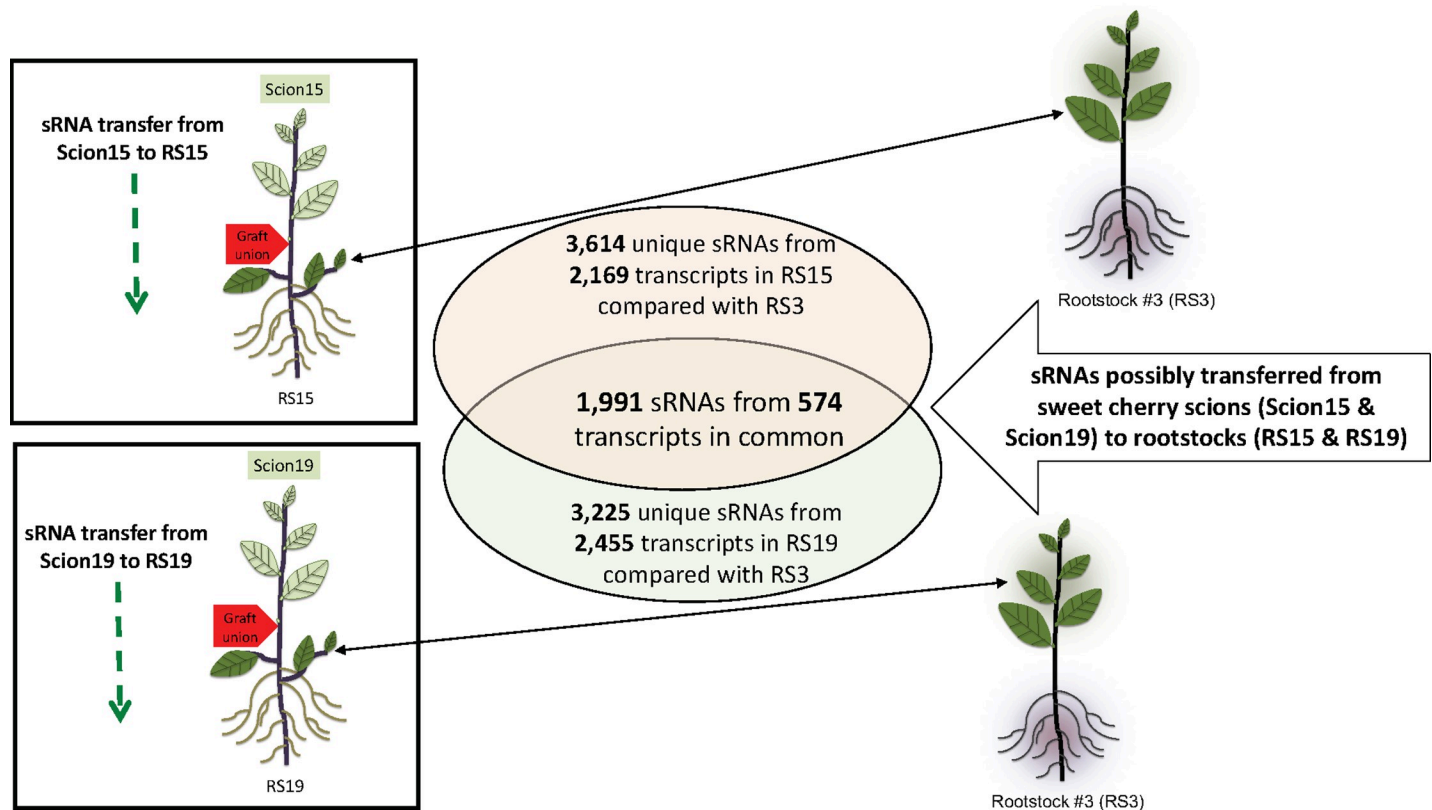 Scion15
sRNA transfer from
Scion15 to RS15
Graft
union
RS15
Scion19
sRNA transfer from
Scion19 to RS19
Graft
union
RS19
3,614 unique sRNAs from
2,169 transcripts in RS15
compared with RS3
1,991 sRNAs from 574
transcripts in common
3,225 unique sRNAs from
2,455 transcripts in RS19
compared with RS3
Rootstock #3 (RS3)
sRNAs possibly transferred from
sweet cherry scions (Scion15 &
Scion19) to rootstocks (RS15 & RS19)
Rootstock #3 (RS3)